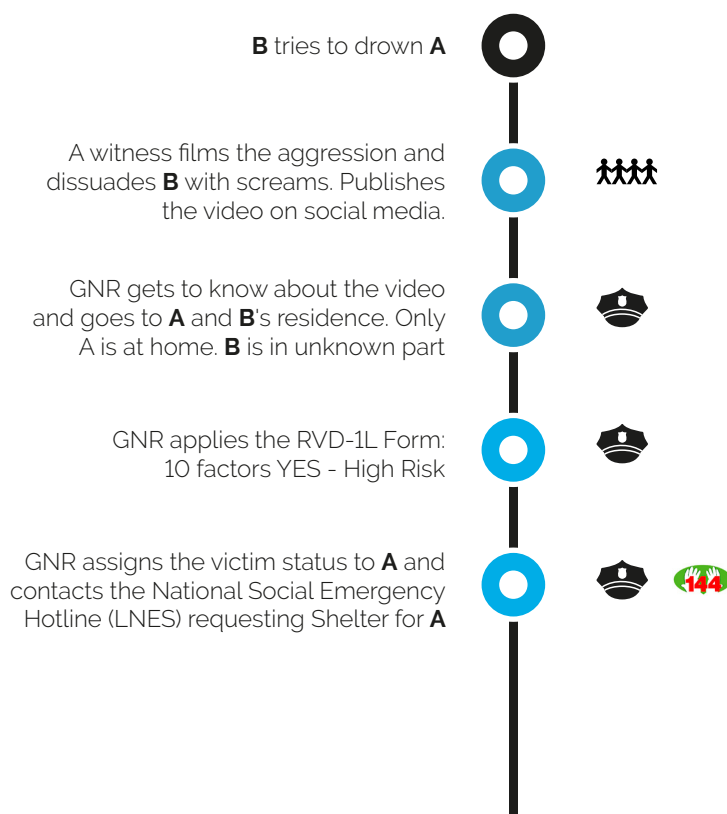 B tries to drown A
A witness films the aggression and
dissuades B with screams. Publishes
the video on social media.
GNR gets to know about the video
and goes to A and B's residence. Only
A is at home. B is in unknown part
GNR applies the RVD-1L Form:
10 factors YES - High Risk
GNR assigns the victim status to A and
contacts the National Social Emergency
Hotline (LNES) requesting Shelter for A
144